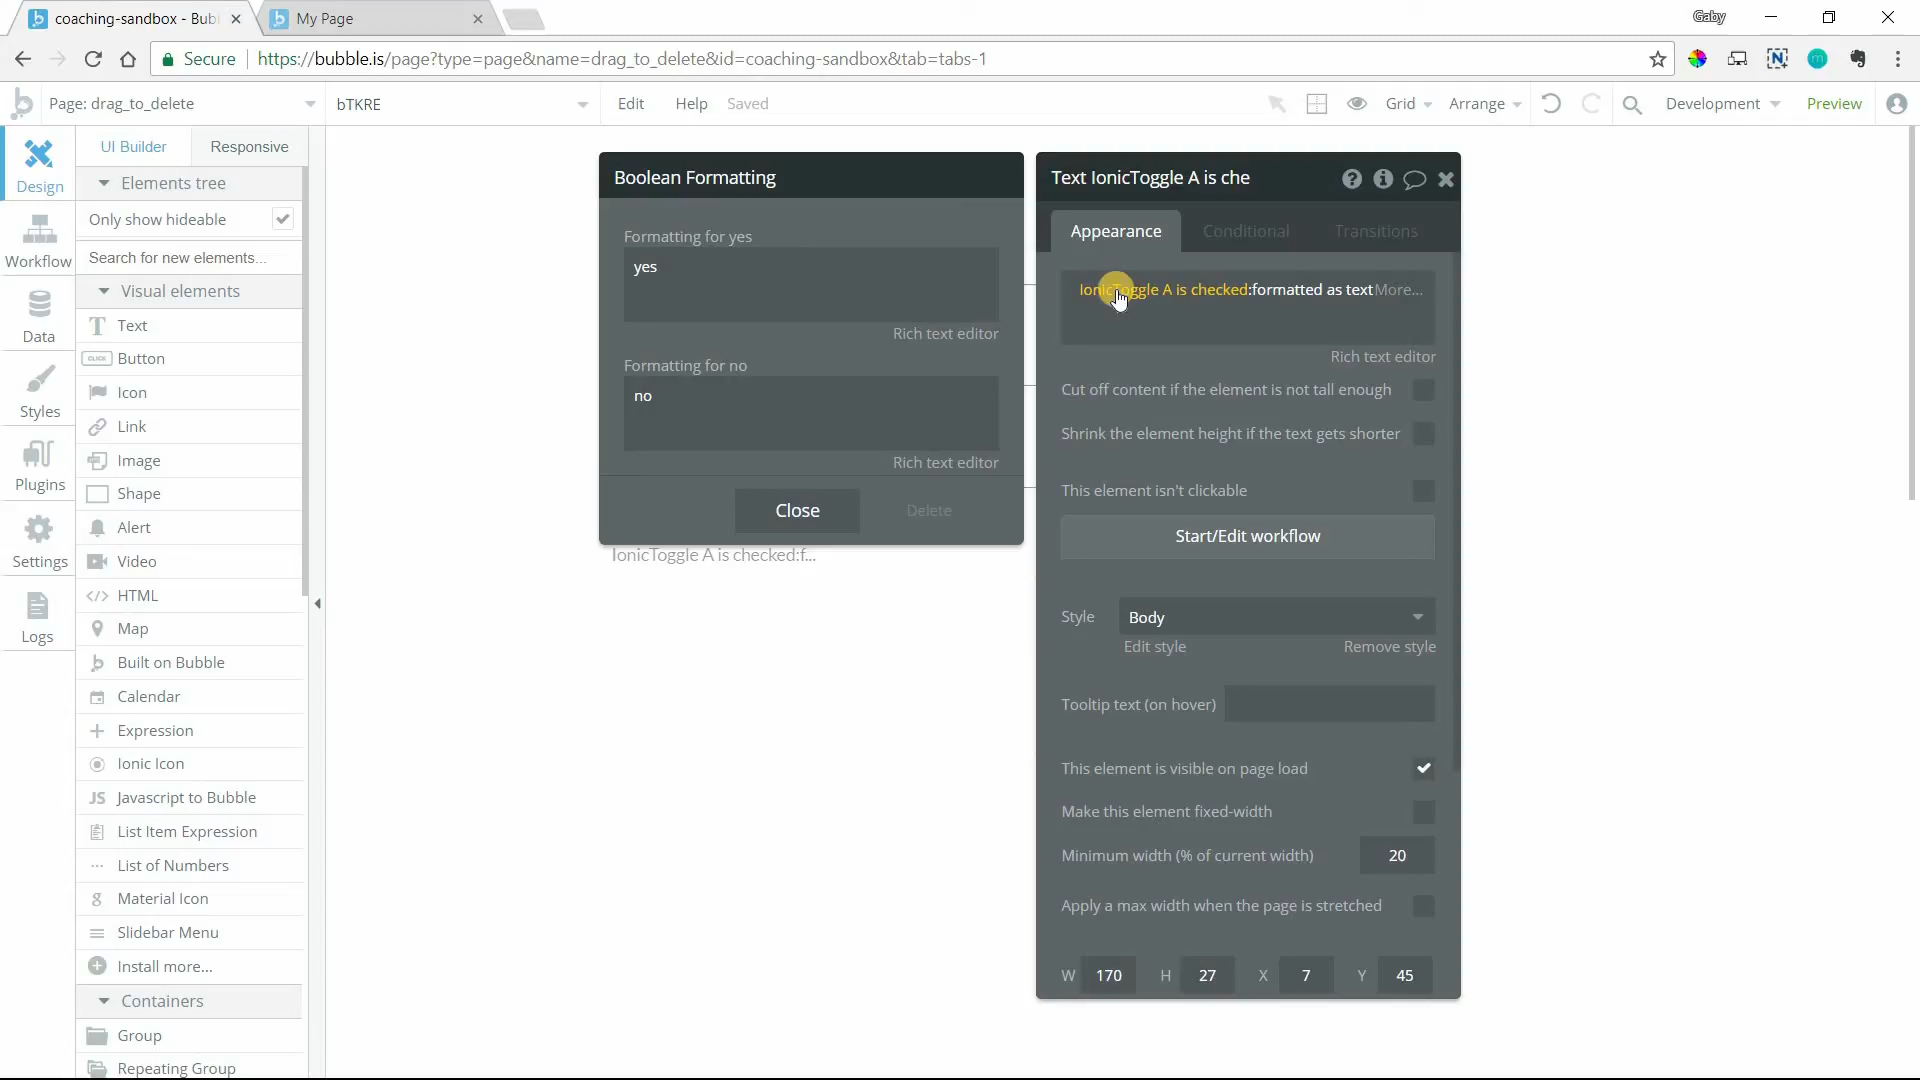 coaching-sandbox - Bub
My Page
Gaby
Secure
https://bubble.is/page?type=page&name=drag_to_delete&id=coaching-sandbox&tab=tabs-1
Page: drag_to_delete
bTKRE
Edit
Help
Saved
Grid
Arrange
Development
Preview
Design
Workflow
Data
Styles
Plugins
Settings
Logs
UI Builder
Responsive
Elements tree
Only show hideable
Search for new elements...
Visual elements
Text
CLICK
Button
Icon
Link
Image
Shape
Alert
Video
HTML
Map
Built on Bubble
Calendar
Expression
Ionic Icon
JS
Javascript to Bubble
List Item Expression
List of Numbers
Material Icon
Slidebar Menu
Install more...
Containers
Group
Repeating Group
Boolean Formatting
Formatting for yes
yes
Rich text editor
Formatting for no
no
Rich text editor
Close
Delete
IonicToggle A is checked:f...
Text IonicToggle A is che
Appearance
Conditional
Transitions
IonicToggle A is checked:formatted as textMore...
Rich text editor
Cut off content if the element is not tall enough
Shrink the element height if the text gets shorter
This element isn't clickable
Start/Edit workflow
Style
Body
Edit style
Remove style
Tooltip text (on hover)
This element is visible on page load
Make this element fixed-width
Minimum width (% of current width)
20
Apply a max width when the page is stretched
W 170 H 27 X 7 Y 45